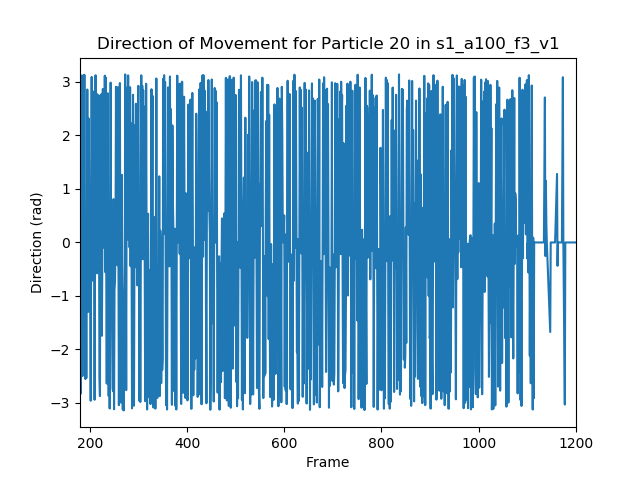 Direction of Movement for Particle 20 in s1_a100_f3_v1
3
2
1
0
−1
−2
−3
Direction (rad)
200 400 600 800 1000 1200
Frame